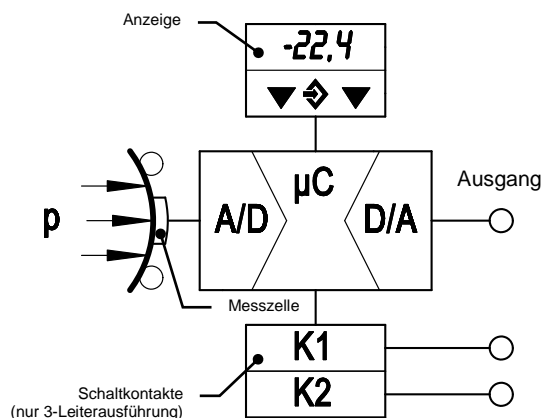 Anzeige
-22,4
µC
A/D
D/A
Ausgang
p
Messzelle
K1
K2
Schaltkontakte
(nur 3-Leiterausführung)